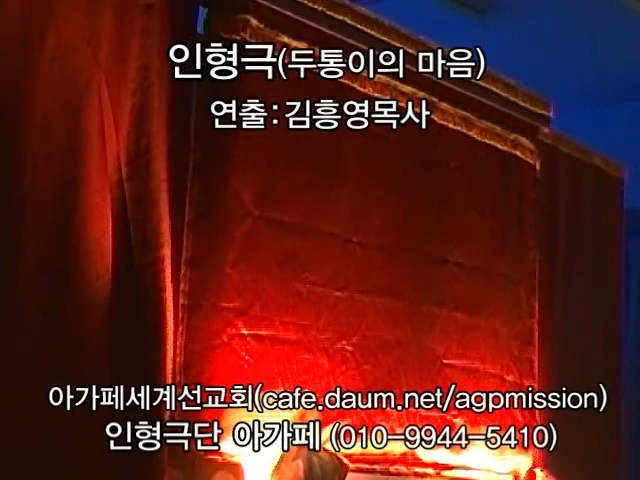 인형극(두통이의 마음)
연출:김흥영목사
아가페세계선교회(cafe.daum.net/agpmission)
인형극단 아가페 (010-9944-5410)